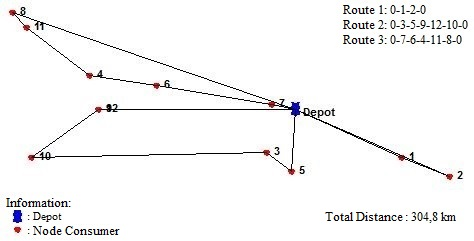 8
Route 1: 0-1-2-0
11
Route 2: 0-3-5-9-12-10-0
Route 3: 0-7-6-4-11-8-0
4
6
7
Depot
3
1
10
5
2
Information:
: Depot
: Node Consumer
Total Distance : 304,8 km